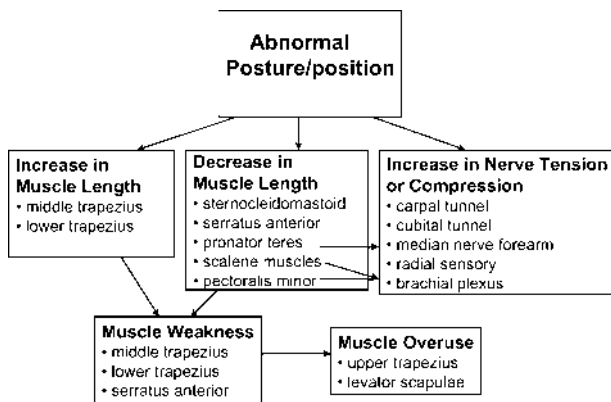 Abnormal
Posture/position
Increase in
Muscle Length
• middle trapezius
• lower trapezius
Decrease in
Muscle Length
• sternocleidomastoid
• serratus anterior
• pronator teres
• scalene muscles
• pectoralis minor
Increase in Nerve Tension
or Compression
• carpal tunnel
• cubital tunnel
• median nerve forearm
• radial sensory
• brachial plexus
Muscle Weakness
• middle trapezius
• lower trapezius
• serratus anterior
Muscle Overuse
• upper trapezius
• levator scapulae